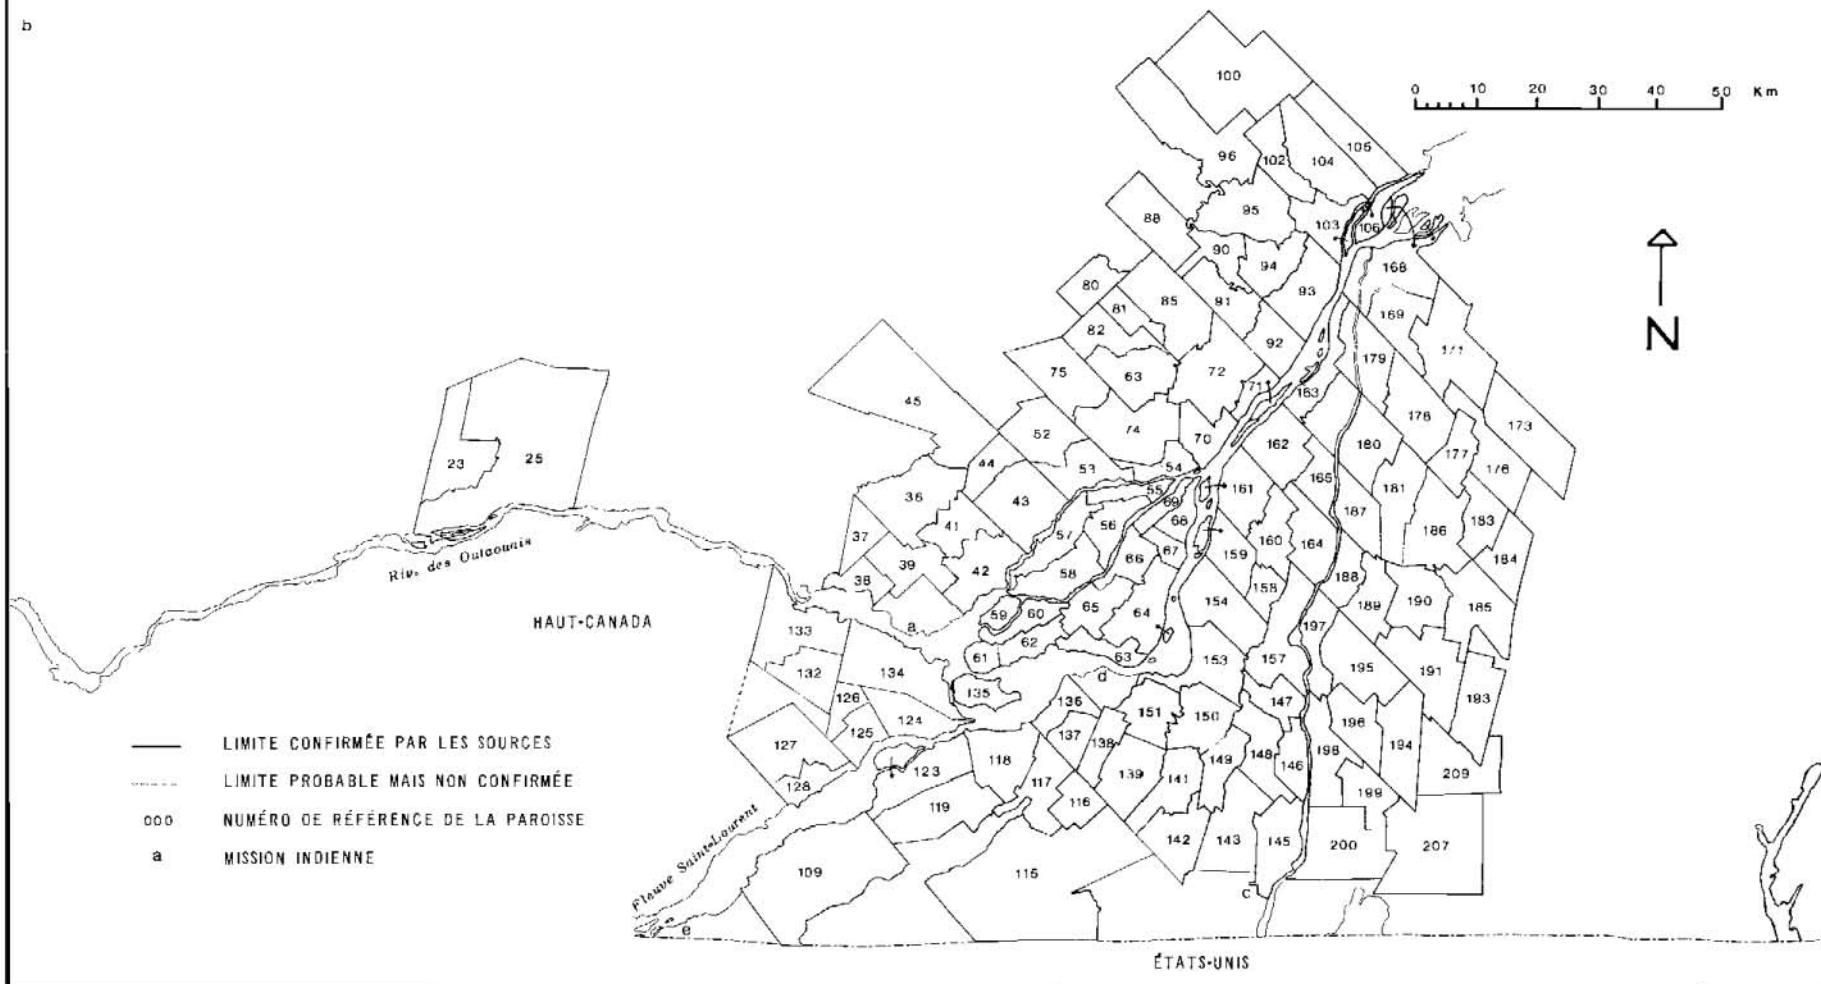 b
100
0 10 20 30 40 50 Km
105
96 102 104
95
88 103 106
90
94 168
80 93
81 85 91 169
82 92 171
179
75 63 72
71 163
45 178 173
52 74 70 162 180
23 25 44 53 54 177 176
165
36 43 55 69 161 181
41 56 68 187 186 183
37 57 160 164
39 66 67 159 184
38 42 58 158 188
59 60 65 64 154 189 190 185
Riv. des Outaouais
HAUT-CANADA
a
133 197
62
61 63 153 157 195 191
132 134 d
126 135 136 147 193
124 151 150 196
125 137 138 148 198 194
127 118 149 146
123 139 141 209
128 117 199
119 116
142 143 145 200 207
109 115
c
e
N
LIMITE CONFIRMÉE PAR LES SOURCES
LIMITE PROBABLE MAIS NON CONFIRMÉE
000 NUMÉRO DE RÉFÉRENCE DE LA PAROISSE
a MISSION INDIENNE
Fleuve Saint-Laurent
ÉTATS-UNIS